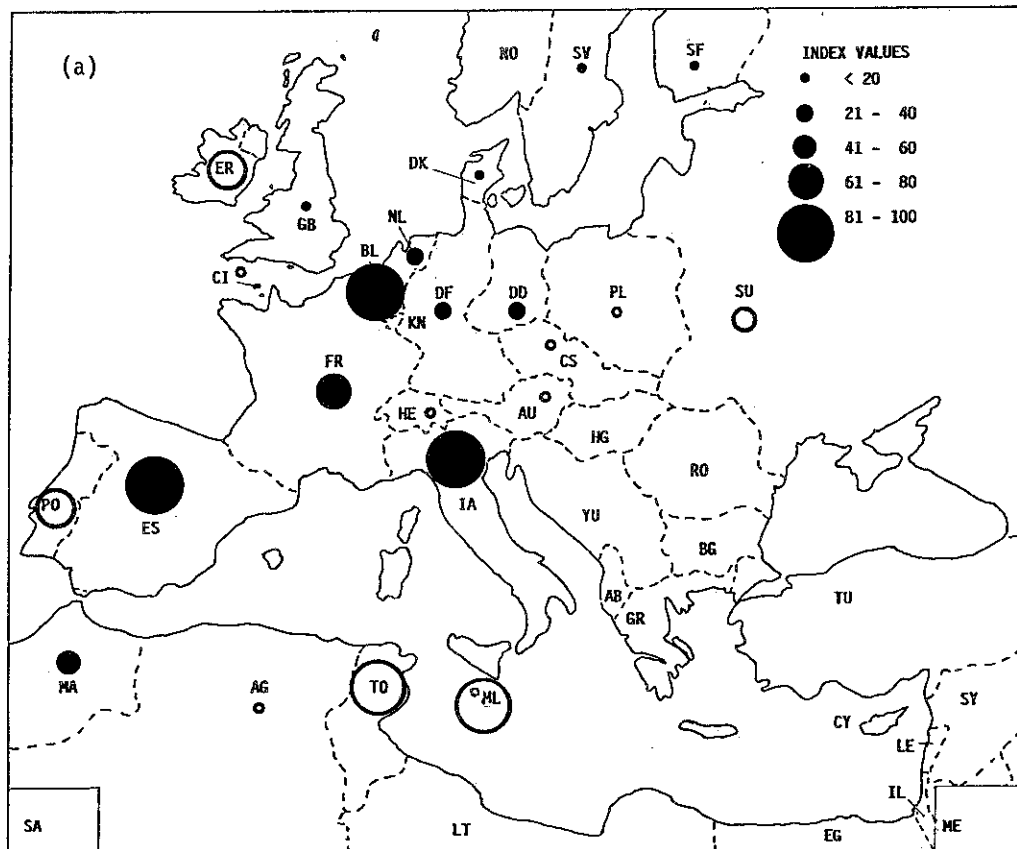 (a)
NO
SV
SF
INDEX VALUES
< 20
21 - 40
41 - 60
61 - 80
81 - 100
ER
DK
GB
NL
BL
CI
DF
DD
PL
SU
KN
CS
FR
HE
AU
HG
RO
PO
ES
IA
YU
BG
AB
GR
TU
MA
AG
TO
ML
CY
SY
LE
IL
SA
LT
EG
ME